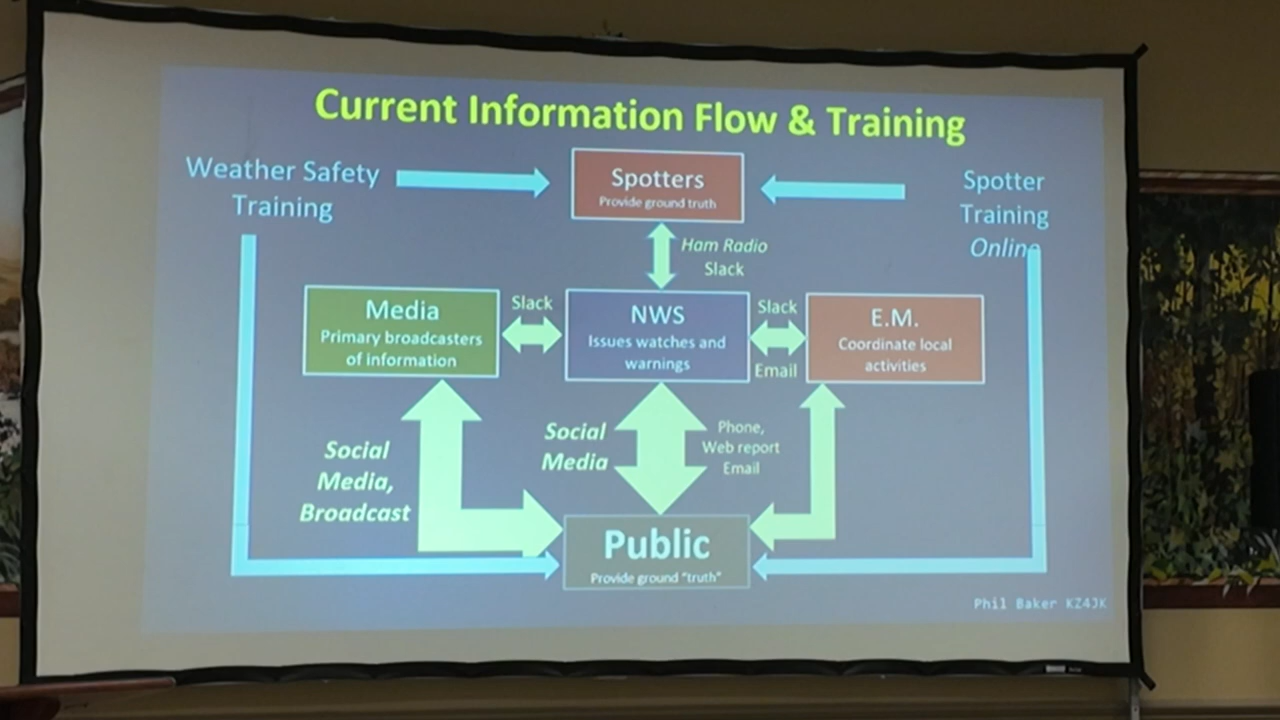 Current Information Flow & Training
Weather Safety
Training
Spotters
Provide ground truth
Spotter
Training
Online
Ham Radio
Slack
Media
Primary broadcasters
of information
Slack
NWS
Issues watches and
warnings
Slack
Email
E.M.
Coordinate local
activities
Social
Media,
Broadcast
Social
Media
Phone,
Web report
Email
Public
Provide ground "truth"
Phil Baker KZ4JK